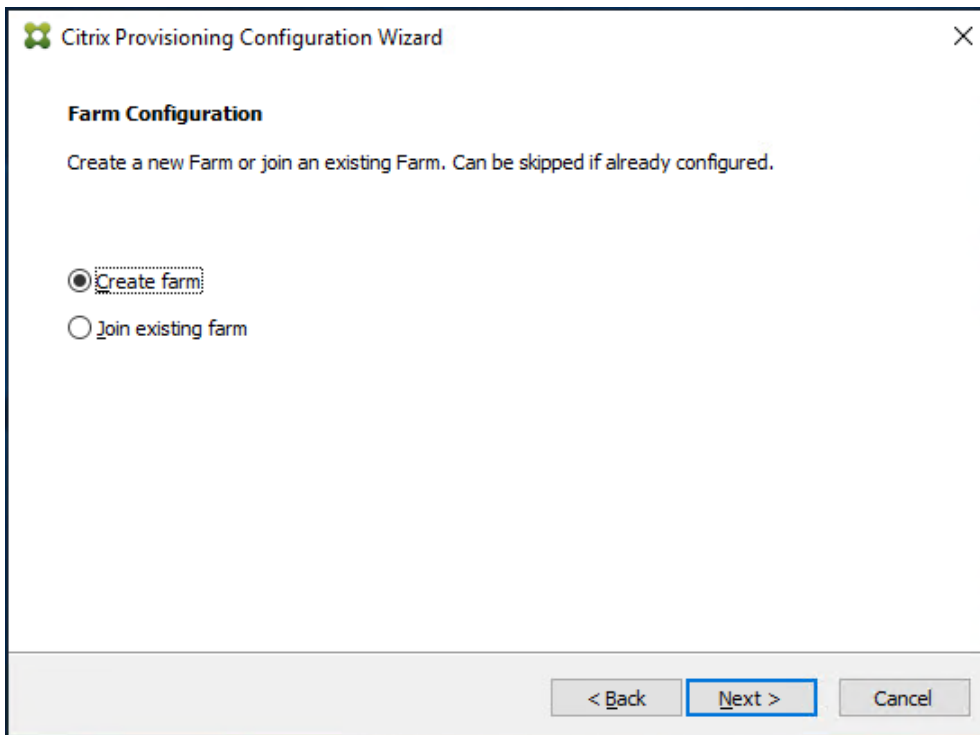 Citrix Provisioning Configuration Wizard
Farm Configuration
Create a new Farm or join an existing Farm. Can be skipped if already configured.
Create farm
Join existing farm
< Back Next > Cancel